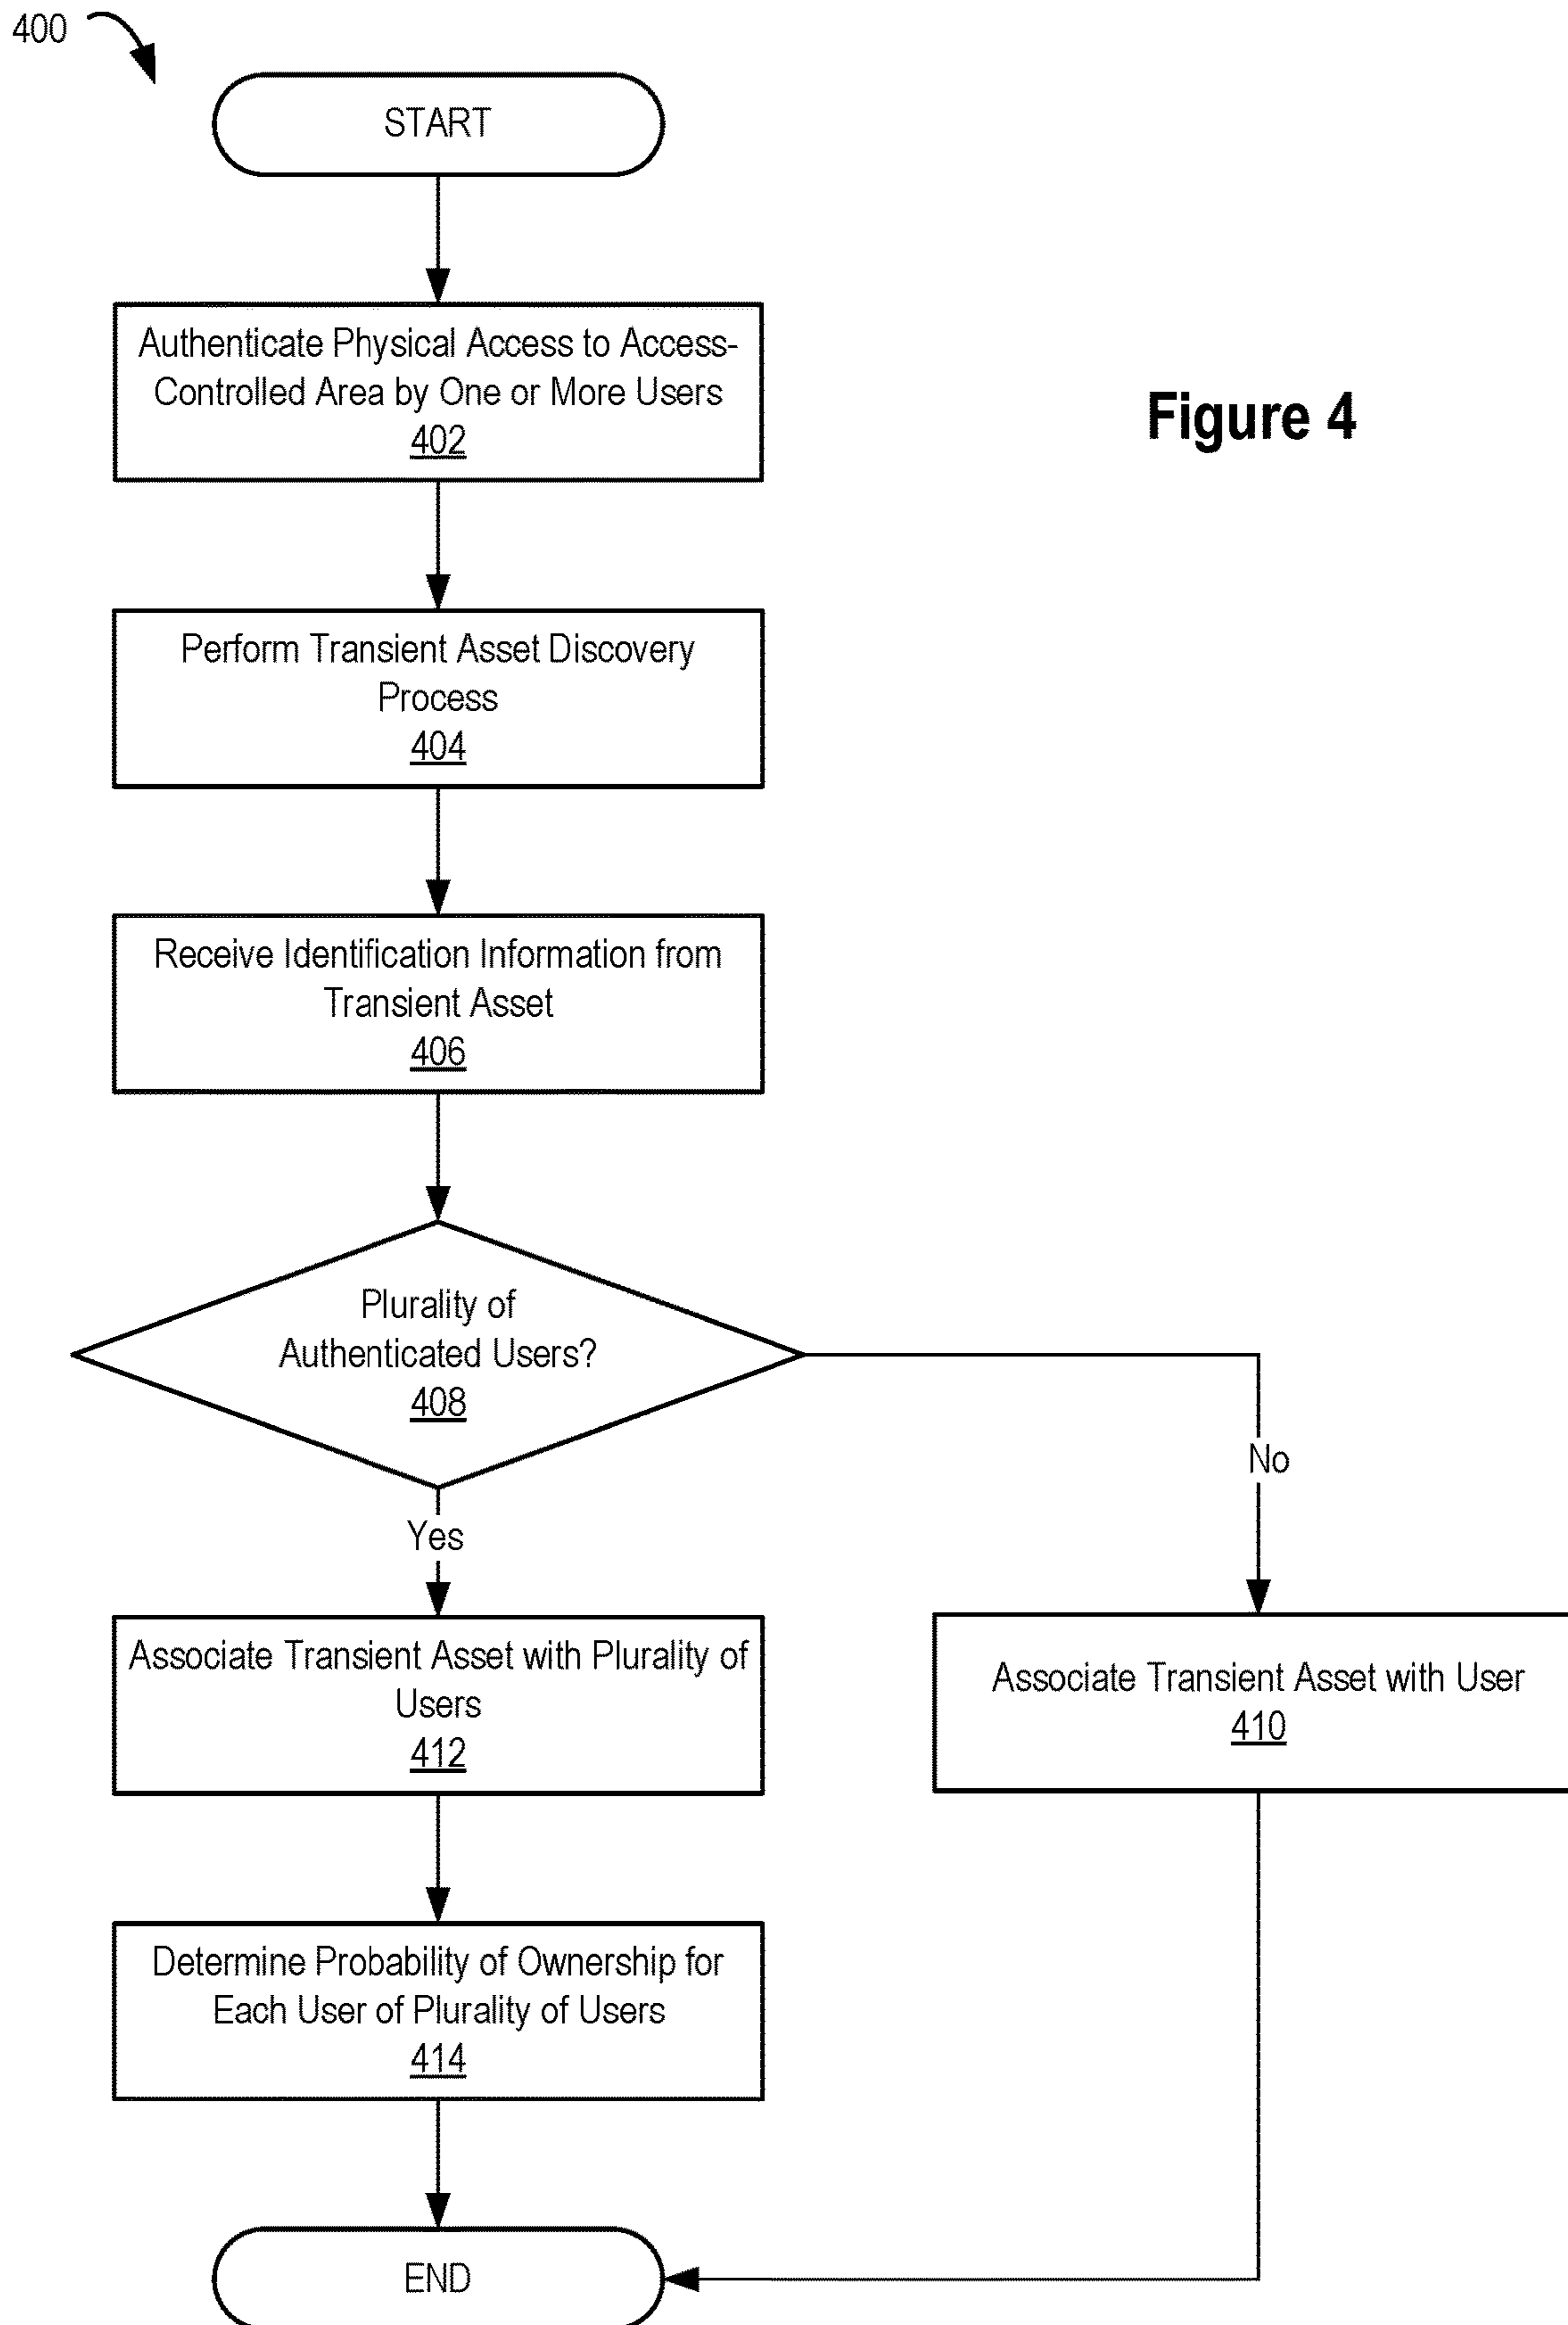 400
START
Authenticate Physical Access to Access-
Controlled Area by One or More Users
402
Figure 4
Perform Transient Asset Discovery
Process
404
Receive Identification Information from
Transient Asset
406
Plurality of
Authenticated Users?
408
No
Yes
Associate Transient Asset with Plurality of
Users
412
Associate Transient Asset with User
410
Determine Probability of Ownership for
Each User of Plurality of Users
414
END